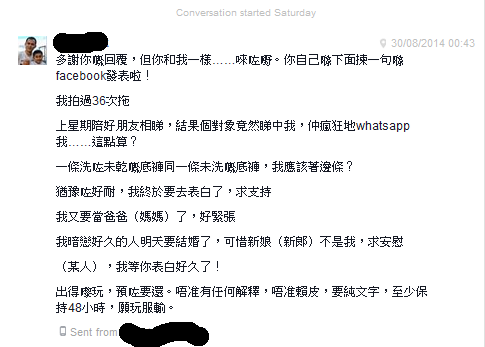 Conversation started Saturday
30/08/2014 00:43
多謝你嘅回覆，但你和我一樣……唻咗嘢。你自己喺下面揀一句喺
facebook發表啦！
我拍過36次拖
上星期陪好朋友相睇，結果個對象竟然睇中我，仲瘋狂地whatsapp
我……這點算？
一條洗咗未乾嘅底褲同一條未洗嘅底褲，我應該著邊條？
猶豫咗好耐，我終於要去表白了，求支持
我又要當爸爸（媽媽）了，好緊張
我暗戀好久的人明天要結婚了，可惜新娘（新郎）不是我，求安慰
（某人），我等你表白好久了！
出得嚟玩，預咗要還。唔准有任何解釋，唔准賴皮，要純文字，至少保
持48小時，願玩服輸。
Sent from